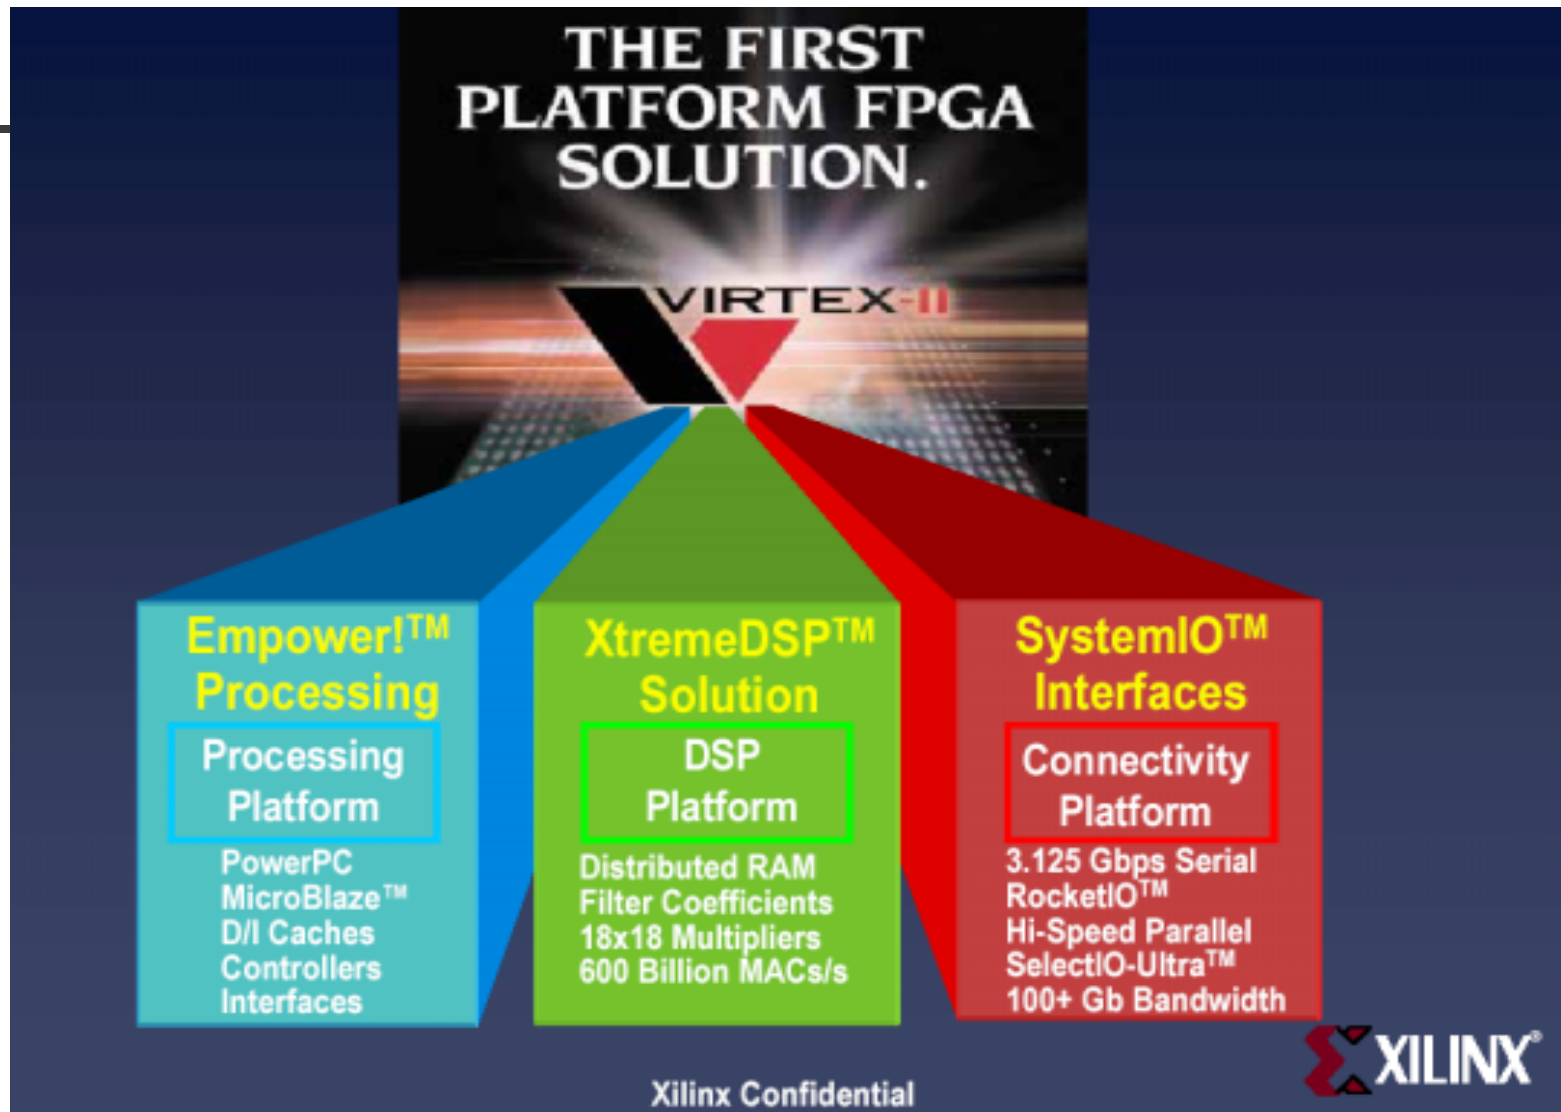 THE FIRST
PLATFORM FPGA
SOLUTION.
VIRTEX-II
Empower!™
Processing
Processing
Platform
PowerPC
MicroBlaze™
D/I Caches
Controllers
Interfaces
XtremeDSP™
Solution
DSP
Platform
Distributed RAM
Filter Coefficients
18x18 Multipliers
600 Billion MACs/s
SystemIO™
Interfaces
Connectivity
Platform
3.125 Gbps Serial
RocketIO™
Hi-Speed Parallel
SelectIO-Ultra™
100+ Gb Bandwidth
XILINX®
Xilinx Confidential